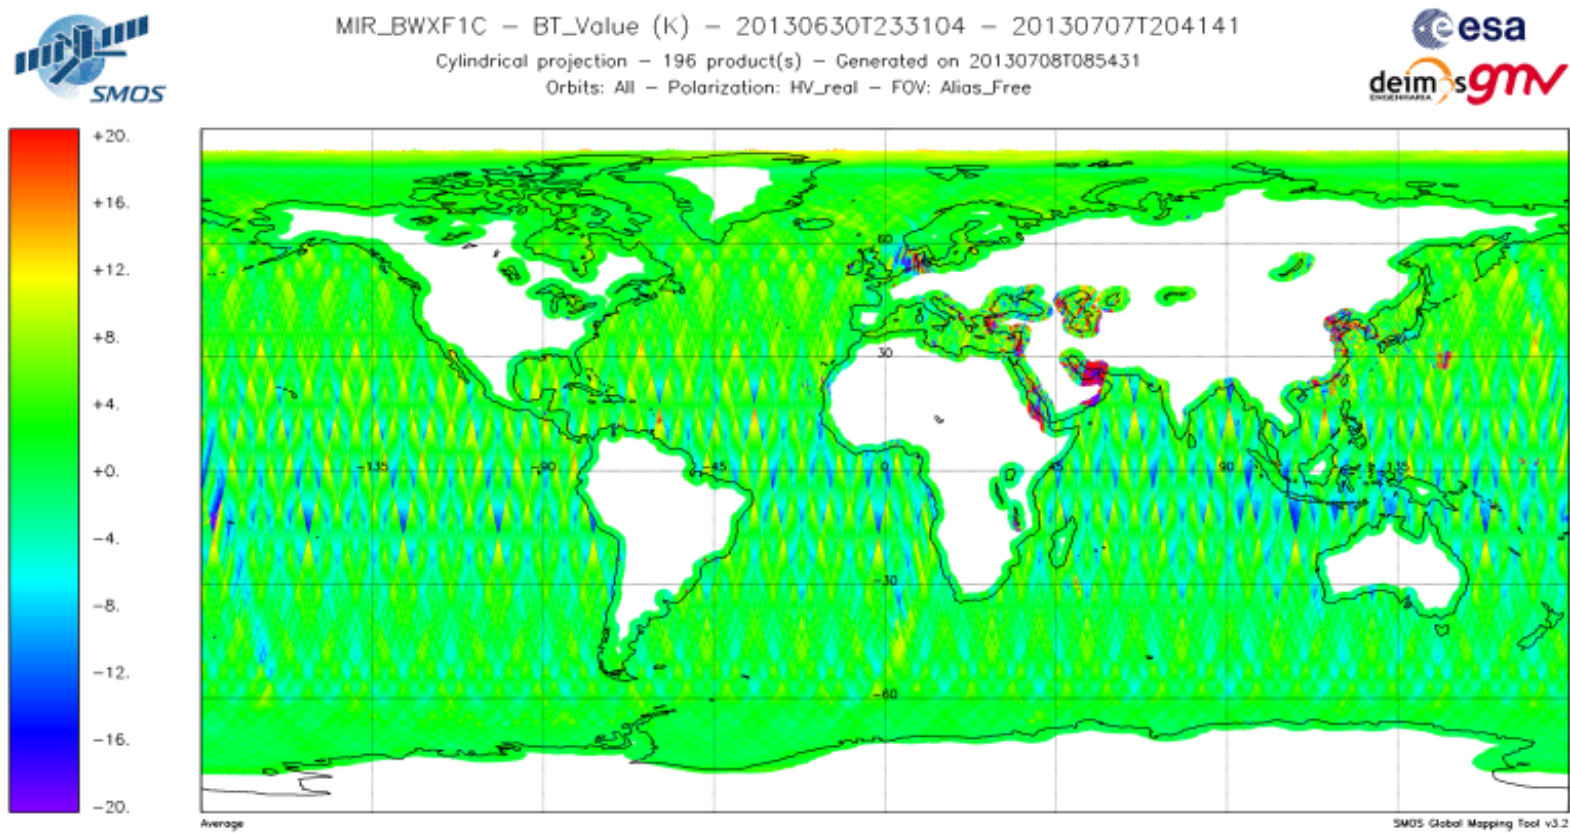 MIR_BWXF1C - BT_Value (K) - 20130630T233104 - 20130707T204141
Cylindrical projection - 196 product(s) - Generated on 20130708T085431
Orbits: All - Polarization: HV_real - FOV: Alias_Free
SMOS
esa
deimos
ENGENHARIA
gmv
+20.
+16.
+12.
+8.
+4.
+0.
-4.
-8.
-12.
-16.
-20.
60
30
-135 -90 -45 0 45 90 135
-30
-60
Average
SMOS Global Mapping Tool v3.2